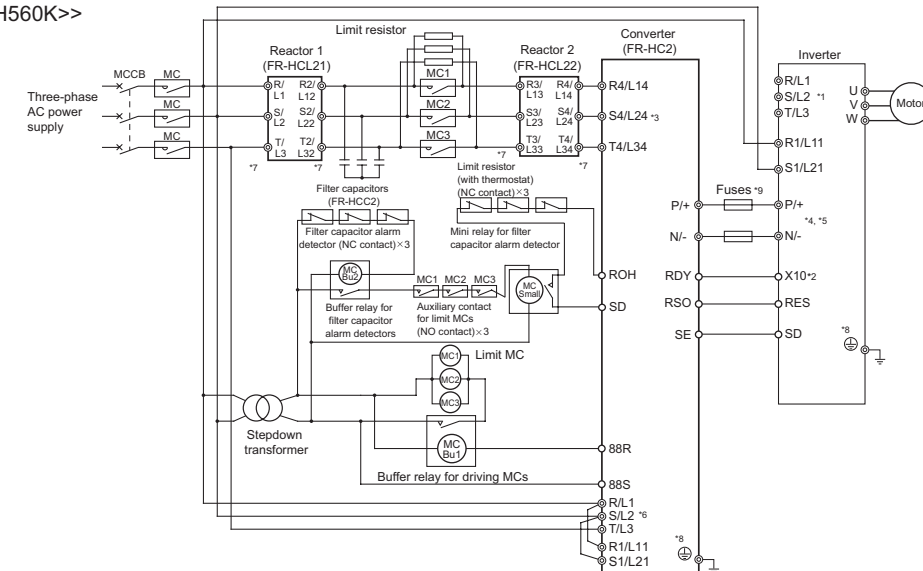 H560K>>
Limit resistor
Converter
(FR-HC2)
Inverter
Reactor 1
(FR-HCL21)
Reactor 2
(FR-HCL22)
MCCB
MC
MC
MC
Three-phase
AC power
supply
R/
L1
R2/
L12
S/
L2
S2/
L22
T/
L3
T2/
L32
*7
*7
MC1
MC2
MC3
R3/
L13
R4/
L14
S3/
L23
S4/
L24
T3/
L33
T4/
L34
*7
*7
R4/L14
S4/L24 *3
T4/L34
R/L1
S/L2 *1
T/L3
R1/L11
S1/L21
U
V
W
Motor
Filter capacitors
(FR-HCC2)
Limit resistor
(with thermostat)
(NC contact)×3
Filter capacitor alarm
detector (NC contact)×3
Mini relay for filter
capacitor alarm detector
Fuses *9
P/+
P/+
*4, *5
N/-
N/-
MC
Bu2
Buffer relay for
filter capacitor
alarm detectors
MC1 MC2 MC3
Auxiliary contact
for limit MCs
(NO contact)×3
MC
Small
ROH
SD
RDY
X10*2
RSO
RES
SE
SD
*8
MC1
MC2
MC3
Limit MC
Stepdown
transformer
MC
Bu1
Buffer relay for driving MCs
88R
88S
R/L1
S/L2 *6
T/L3
R1/L11
S1/L21
*8